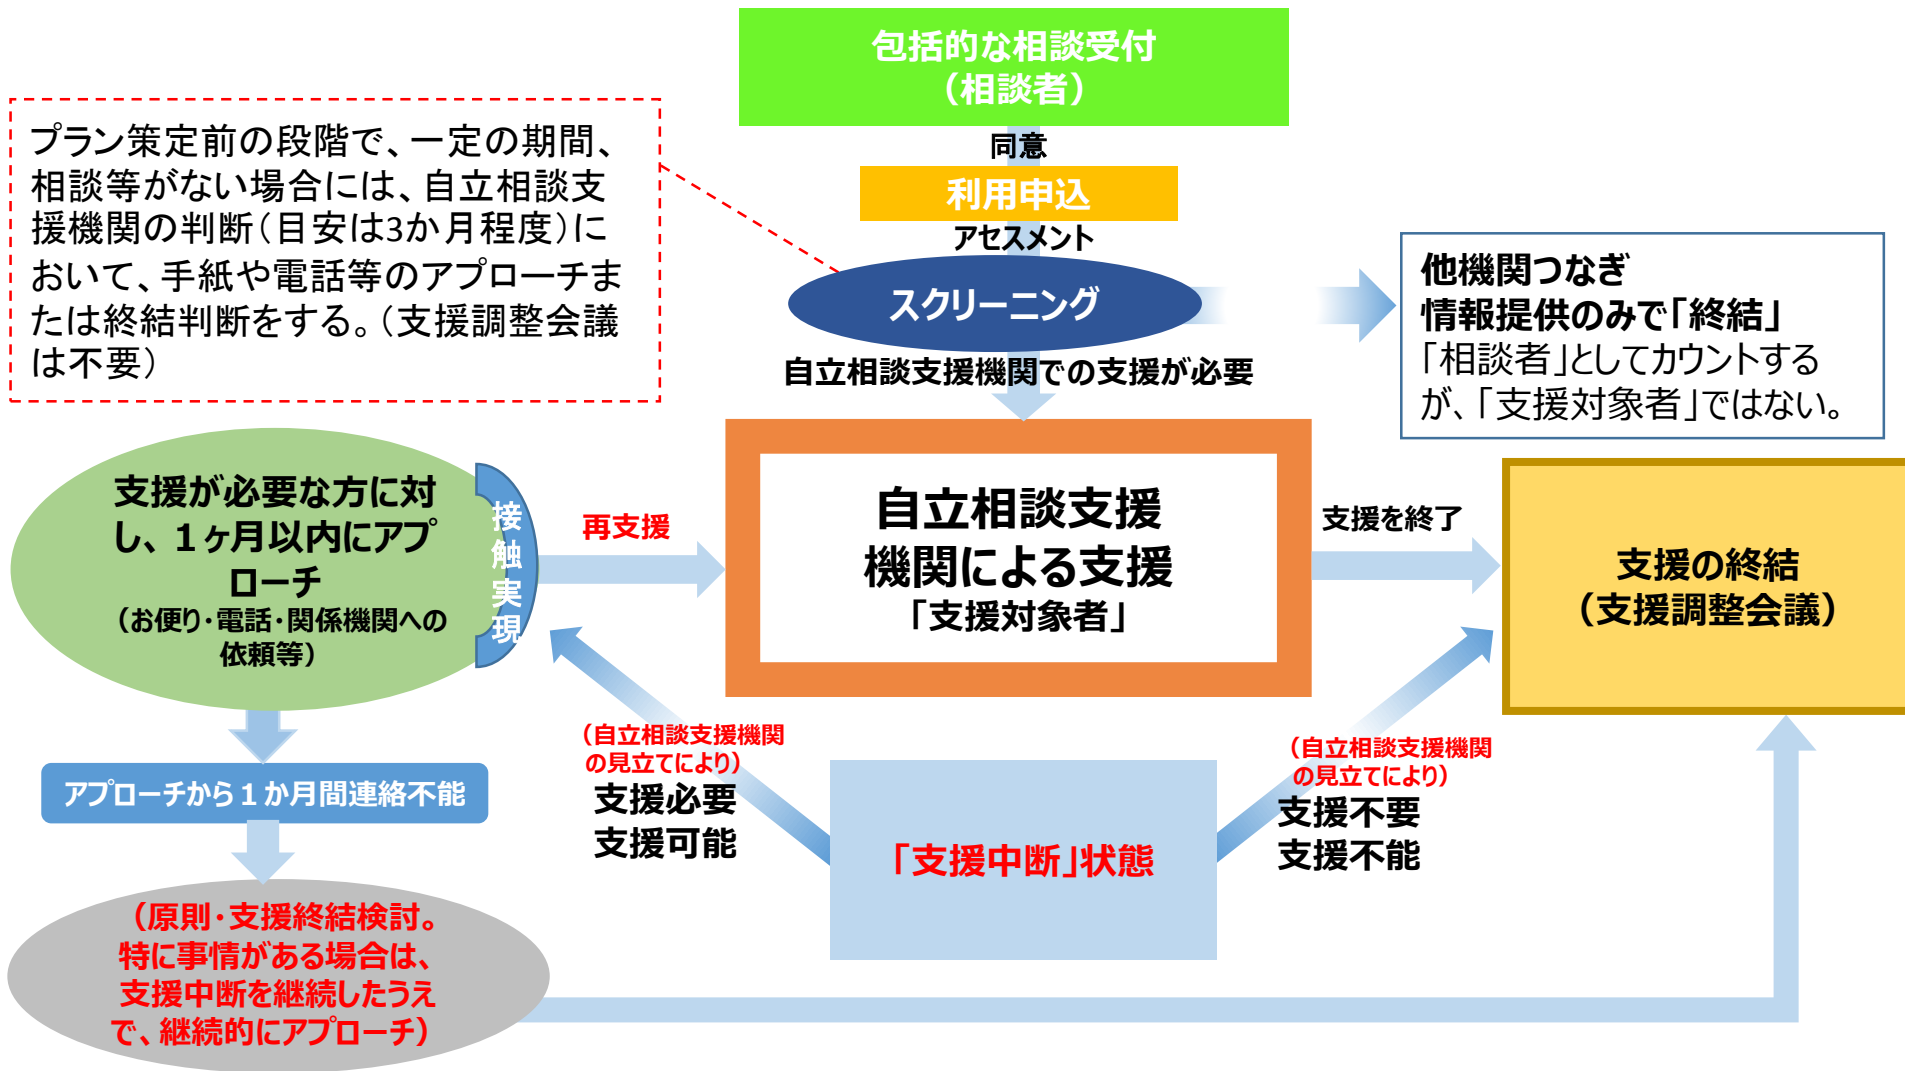 包括的な相談受付
（相談者）
同意
利用申込
アセスメント
スクリーニング
自立相談支援機関での支援が必要
プラン策定前の段階で、一定の期間、
相談等がない場合には、自立相談支
援機関の判断（目安は3か月程度）に
おいて、手紙や電話等のアプローチま
たは終結判断をする。（支援調整会議
は不要）
他機関つなぎ
情報提供のみで「終結」
「相談者」としてカウントする
が、「支援対象者」ではない。
支援が必要な方に対
し、１ヶ月以内にアプ
ローチ
（お便り・電話・関係機関への
依頼等）
接触実現
再支援
自立相談支援
機関による支援
「支援対象者」
支援を終了
支援の終結
（支援調整会議）
（自立相談支援機関
の見立てにより）
支援必要
支援可能
「支援中断」状態
（自立相談支援機関
の見立てにより）
支援不要
支援不能
アプローチから１か月間連絡不能
（原則・支援終結検討。
特に事情がある場合は、
支援中断を継続したうえ
で、継続的にアプローチ）